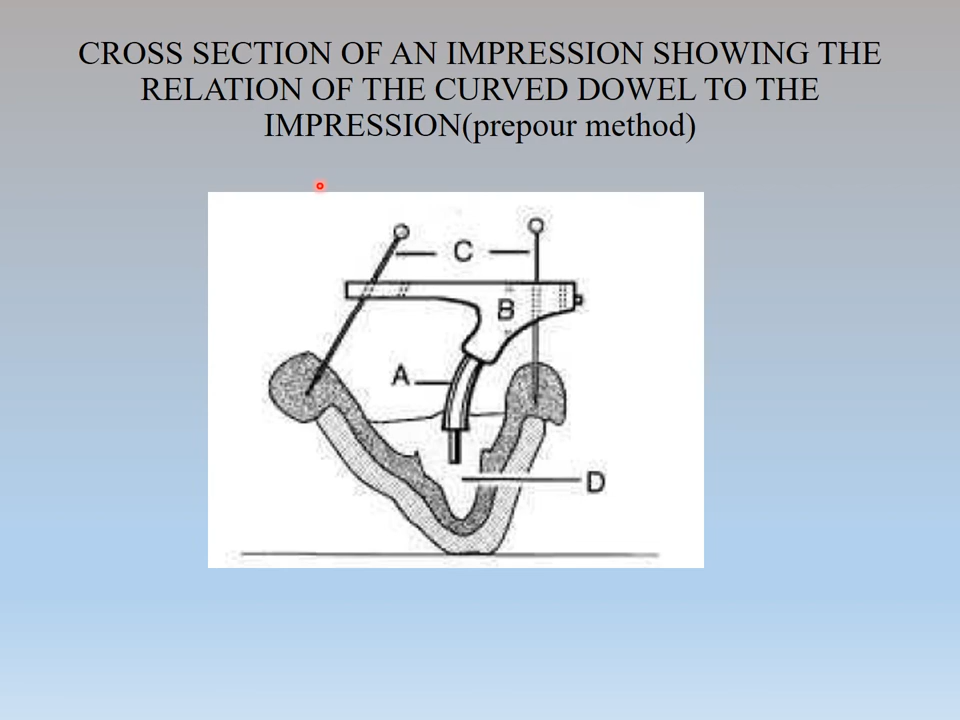 CROSS SECTION OF AN IMPRESSION SHOWING THE
RELATION OF THE CURVED DOWEL TO THE
IMPRESSION(prepour method)
C
B
A
D